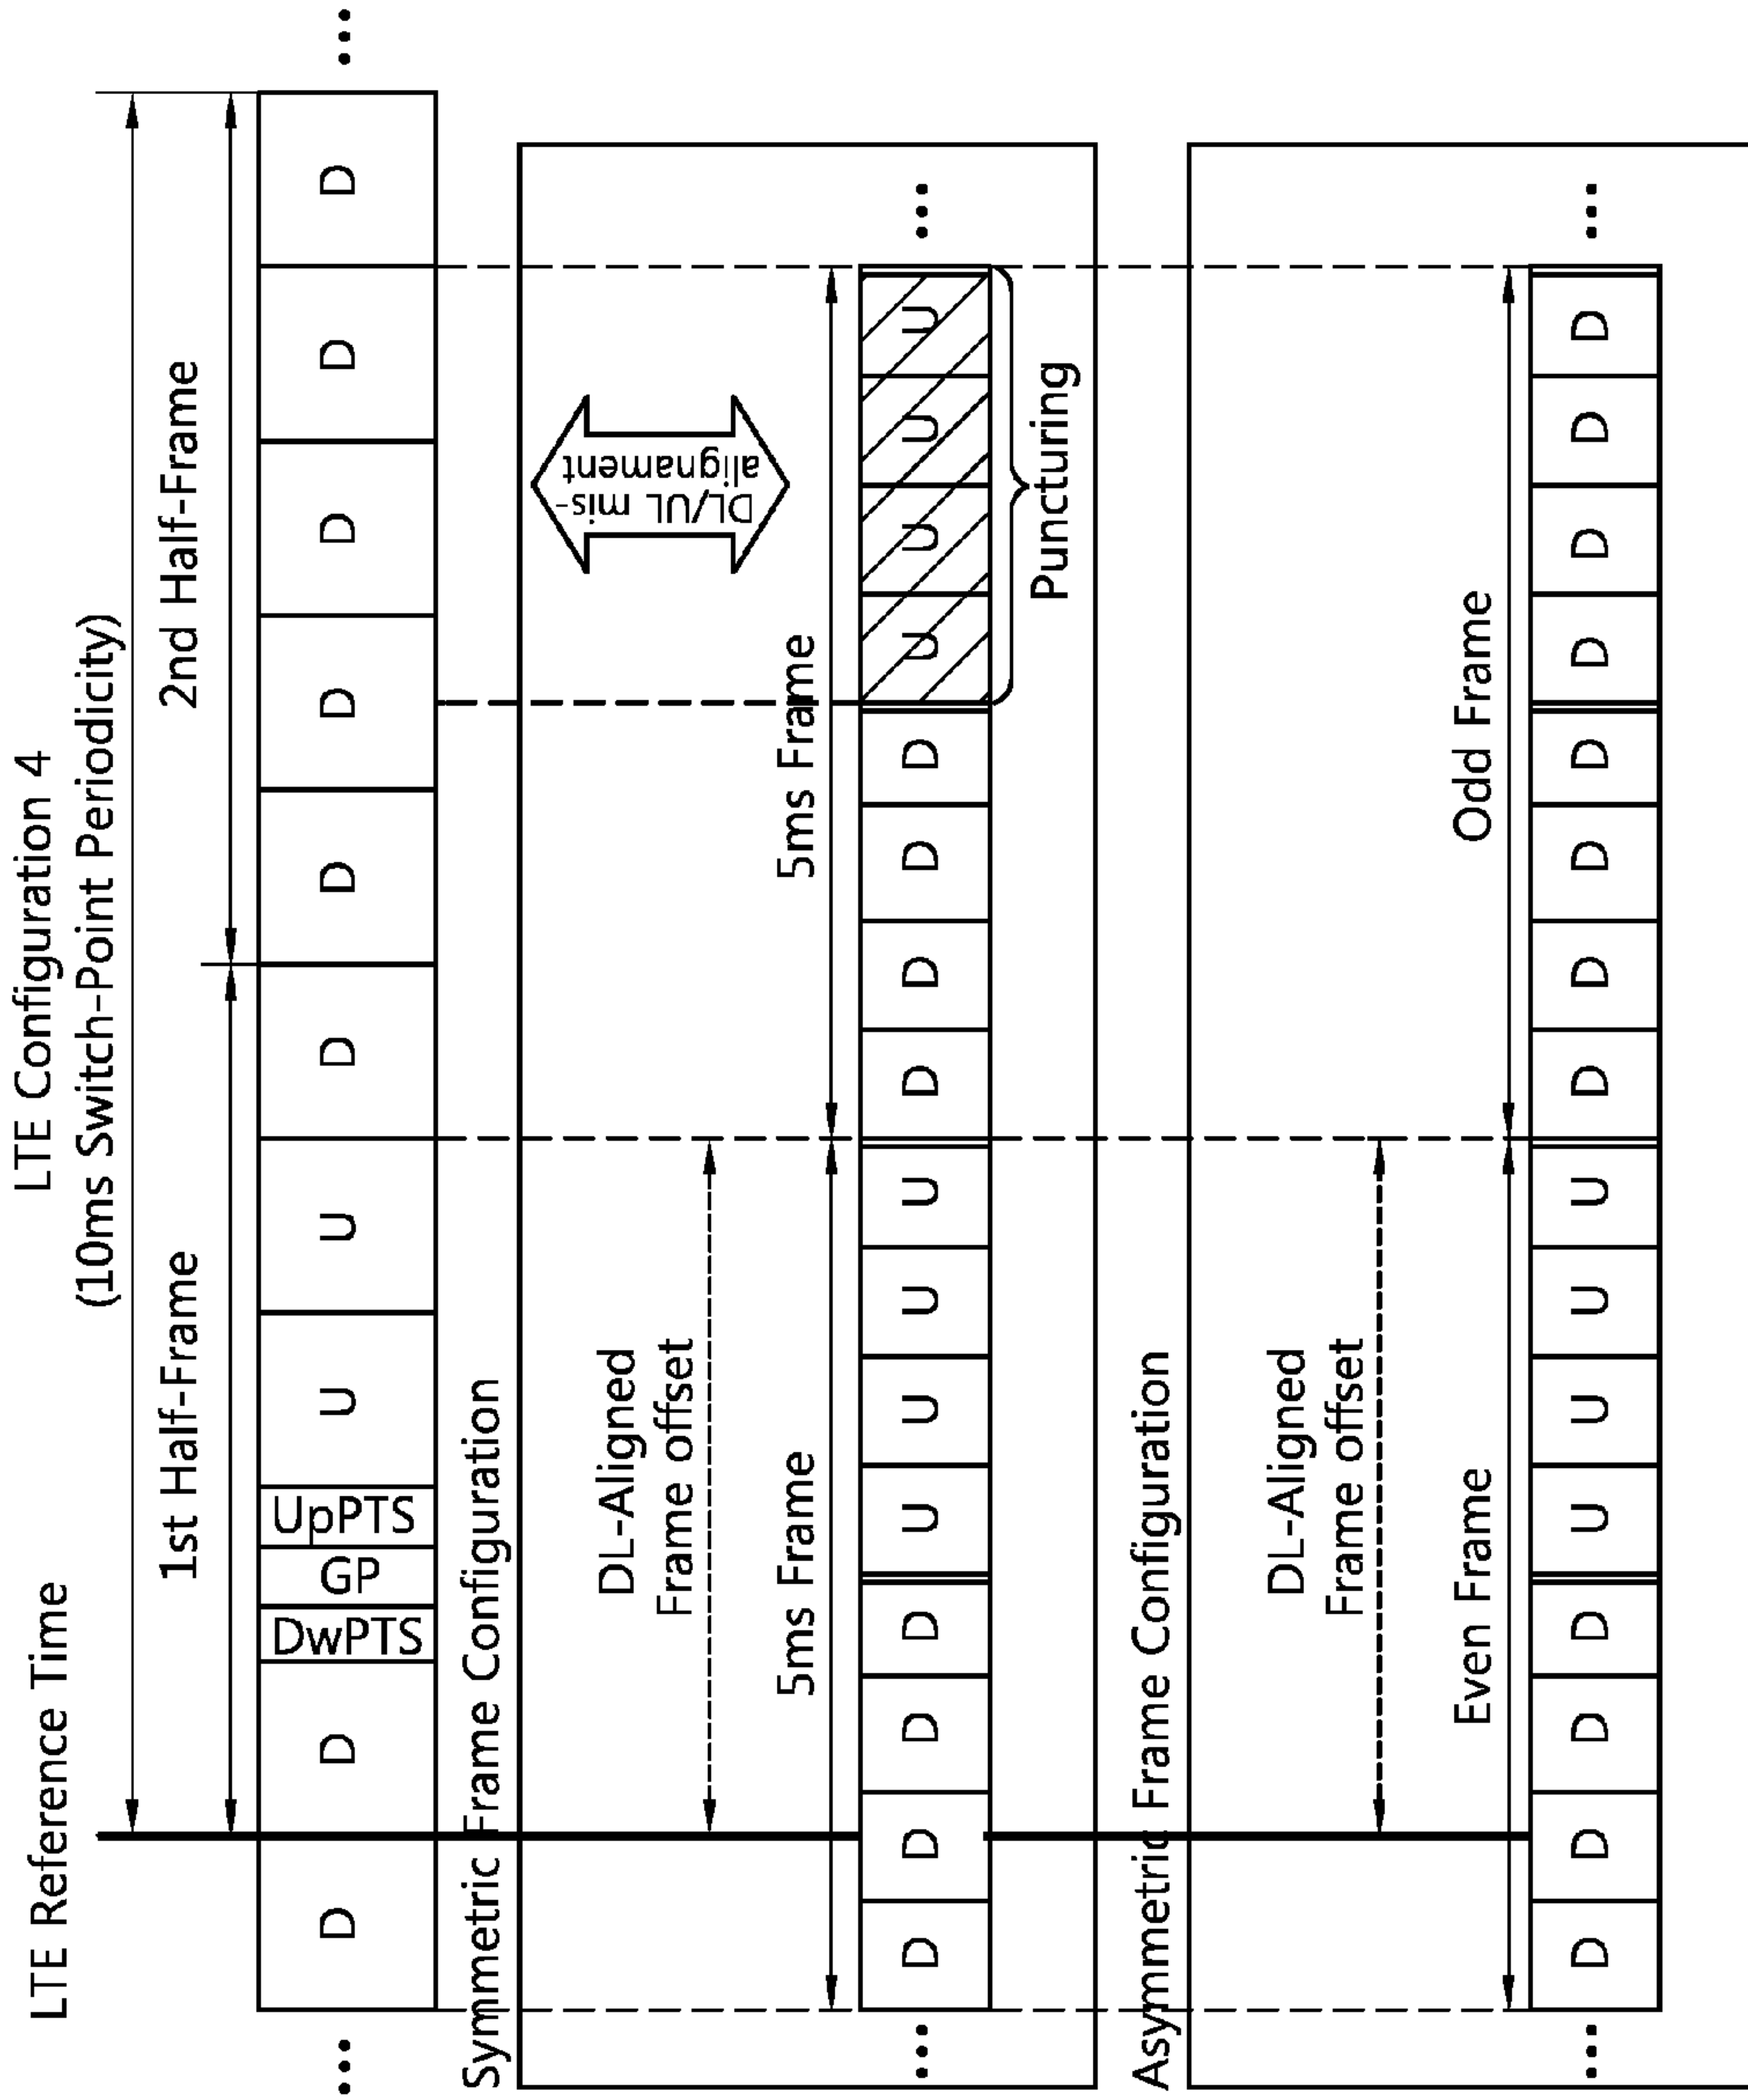 LTE Configuration 4
LTE Reference Time
(10ms Switch-Point Periodicity)
1st Half-Frame
2nd Half-Frame
... D D DwPTS GP UpPTS U U D D D D D D ...
Symmetric Frame Configuration
DL-Aligned
Frame offset
DL/UL mis-
alignament
5ms Frame
5ms Frame
... D D D D U U U U D D D D U U U U ...
Puncturing
Asymmetric Frame Configuration
DL-Aligned
Frame offset
Even Frame
Odd Frame
... D D D D U U U U D D D D D D D D ...